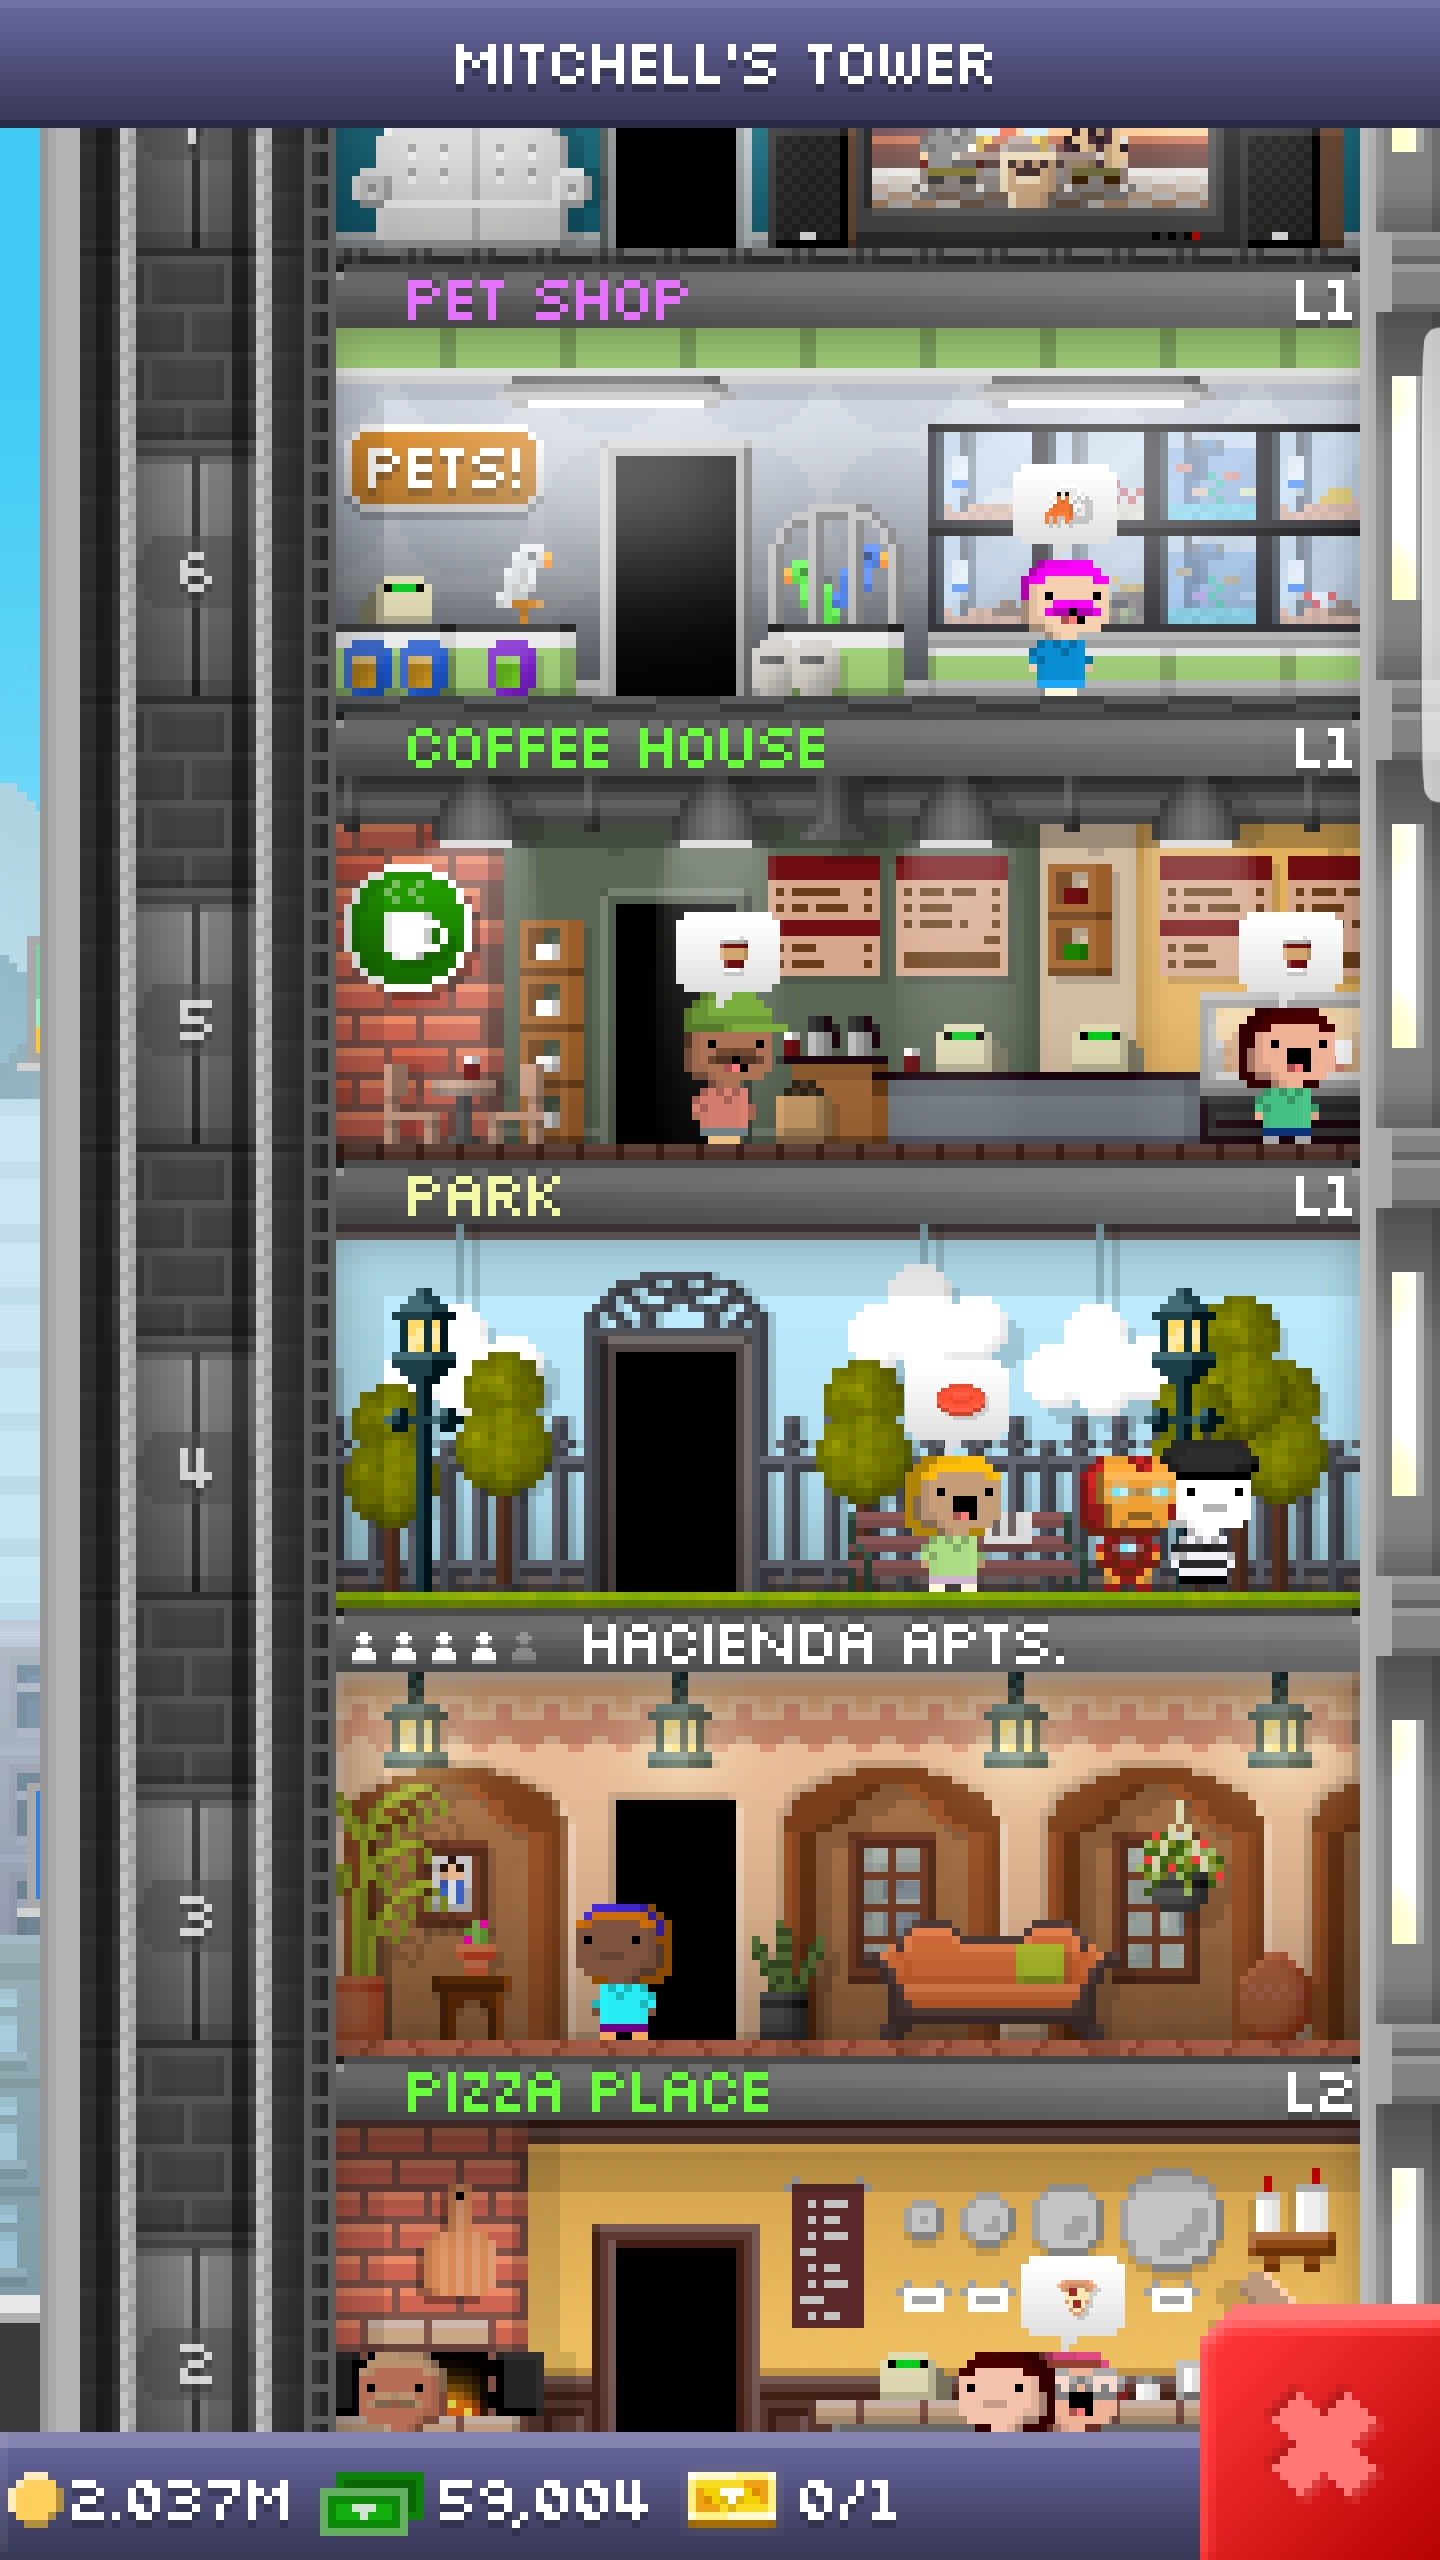 MITCHELL'S TOWER
PET SHOP L1
PETS!
6
COFFEE HOUSE L1
5
PARK L1
4
HACIENDA APTS.
3
PIZZA PLACE L2
2
2.037M 59,004 0/1